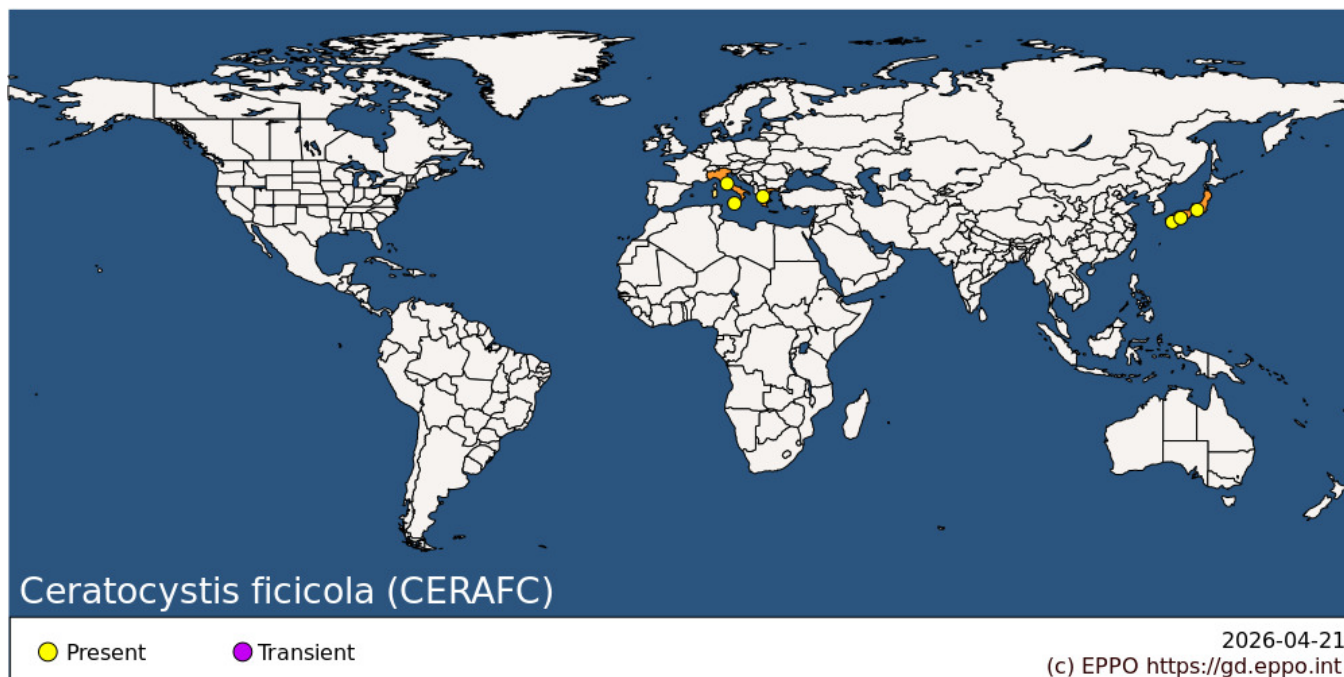 Ceratocystis ficicola (CERAFC)
Present
Transient
2026-04-21
(c) EPPO https://gd.eppo.int